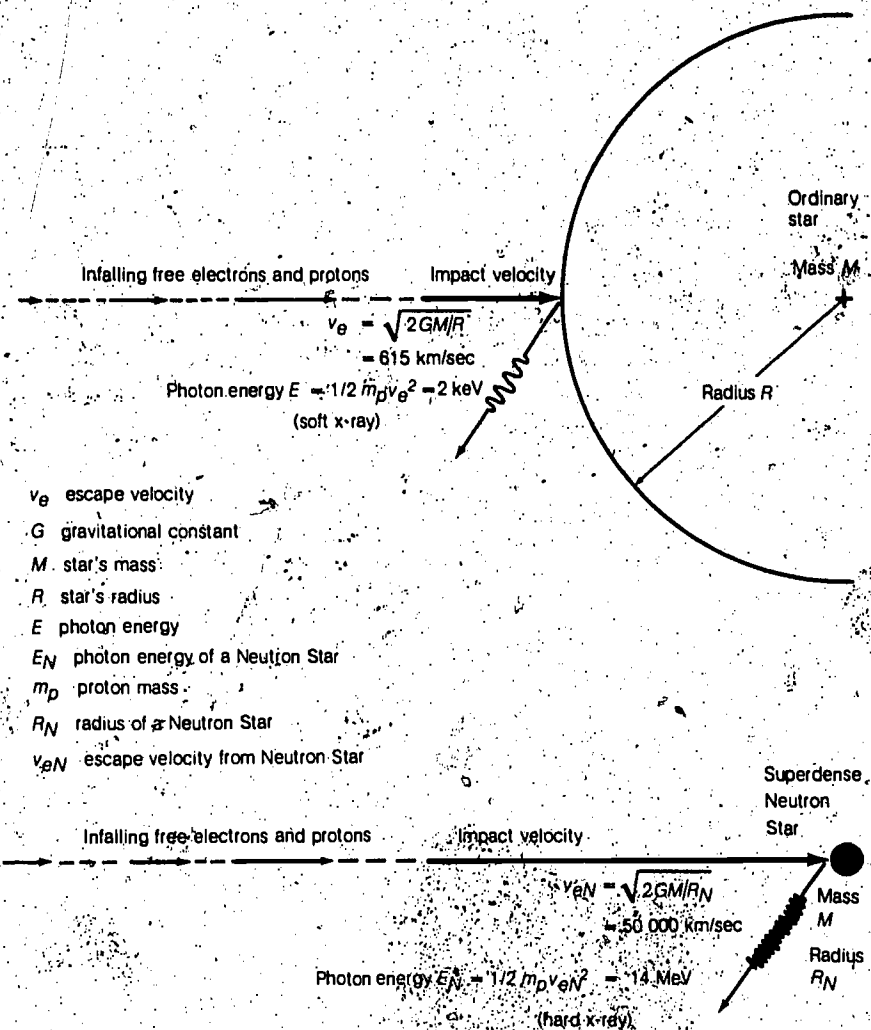 Ordinary
star
Mass M
Infalling free electrons and protons Impact velocity
v_e = √2GM/R
= 615 km/sec
Photon energy E = 1/2 m_p v_e² = 2 keV
(soft x-ray)
Radius R
v_e escape velocity
G gravitational constant
M star's mass
R star's radius
E photon energy
E_N photon energy of a Neutron Star
m_p proton mass
R_N radius of a Neutron Star
v_eN escape velocity from Neutron Star
Superdense
Neutron
Star
Infalling free electrons and protons Impact velocity
v_eN = √2GM/R_N
= 50 000 km/sec
Mass
M
Photon energy E_N = 1/2 m_p v_eN² = 14 MeV
(hard x-ray)
Radius
R_N